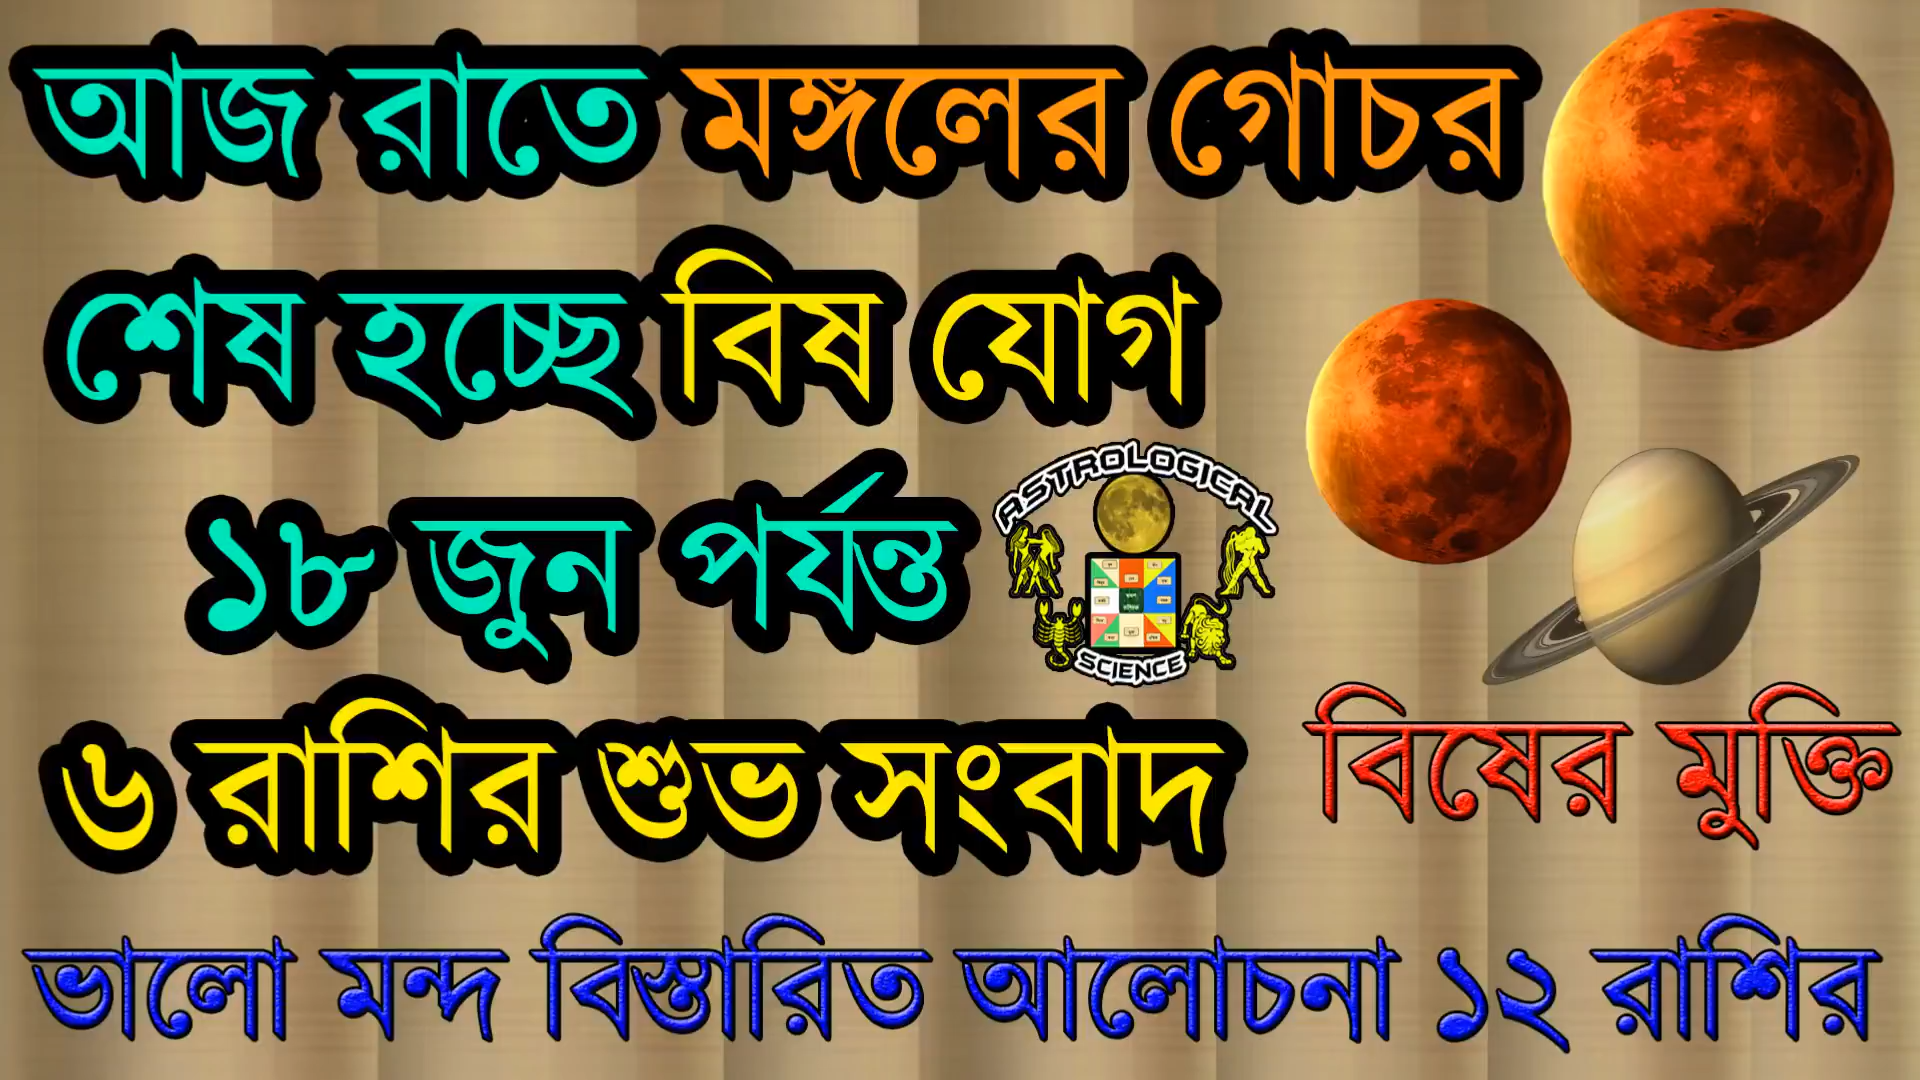 আজ রাতে মঙ্গলের গোচর
শেষ হচ্ছে বিষ যোগ
১৮ জুন পর্যন্ত
ASTROLOGICAL
SCIENCE
৬ রাশির শুভ সংবাদ
বিষের মুক্তি
ভালো মন্দ বিস্তারিত আলোচনা ১২ রাশির